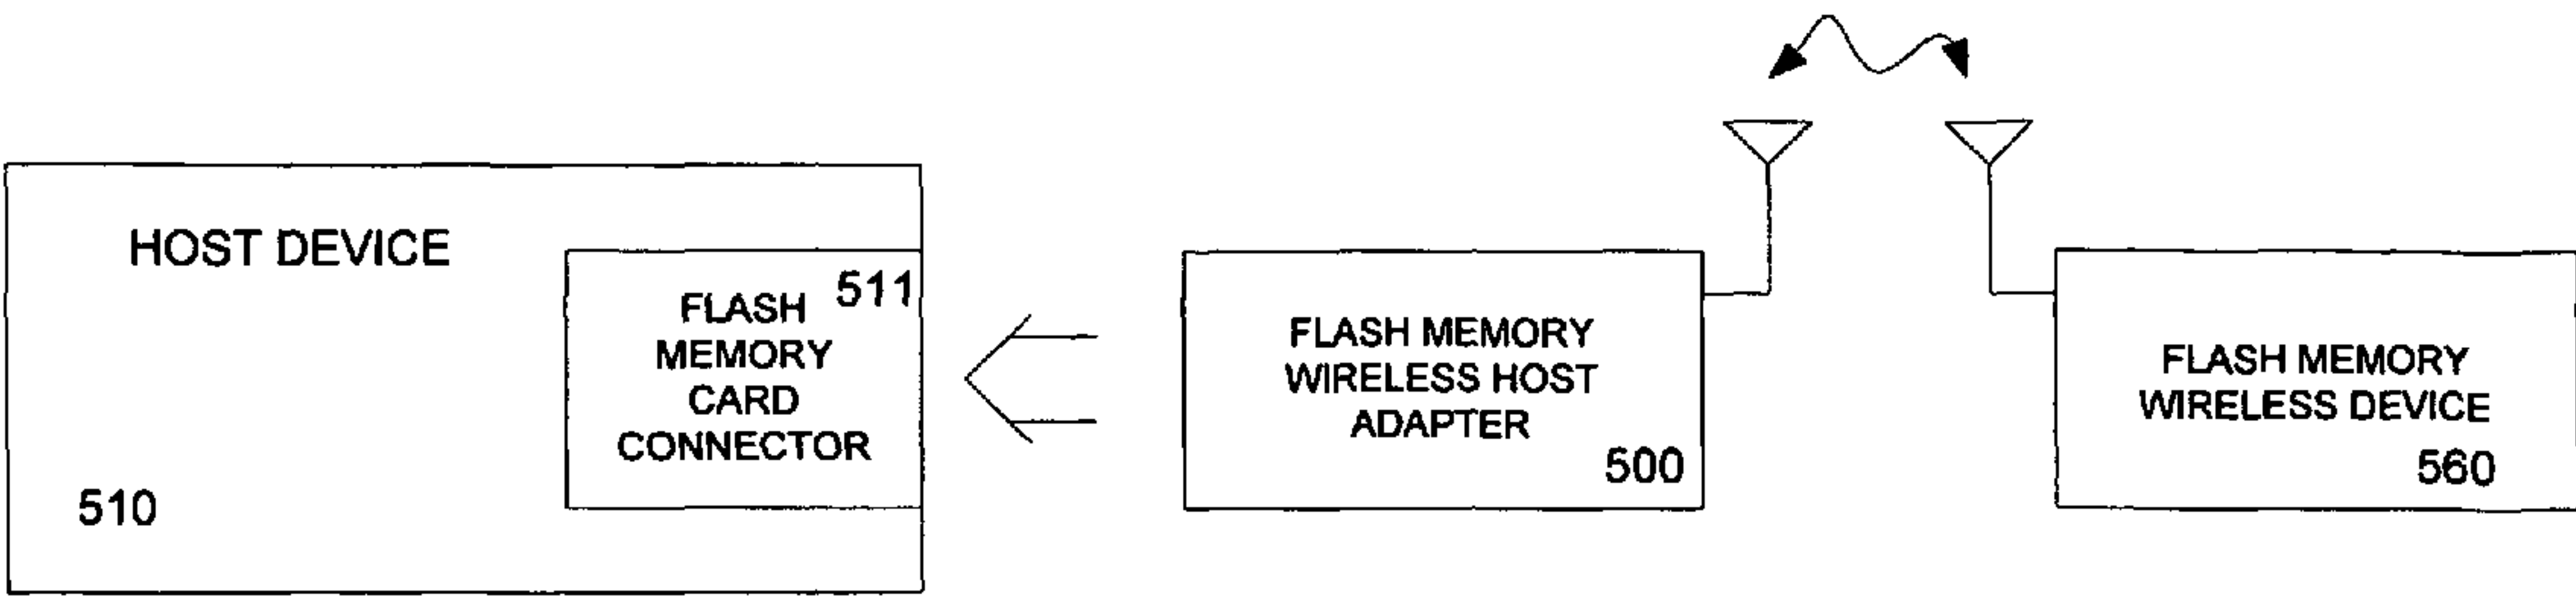 HOST DEVICE
510
511
FLASH
MEMORY
CARD
CONNECTOR
FLASH MEMORY
WIRELESS HOST
ADAPTER
500
FLASH MEMORY
WIRELESS DEVICE
560